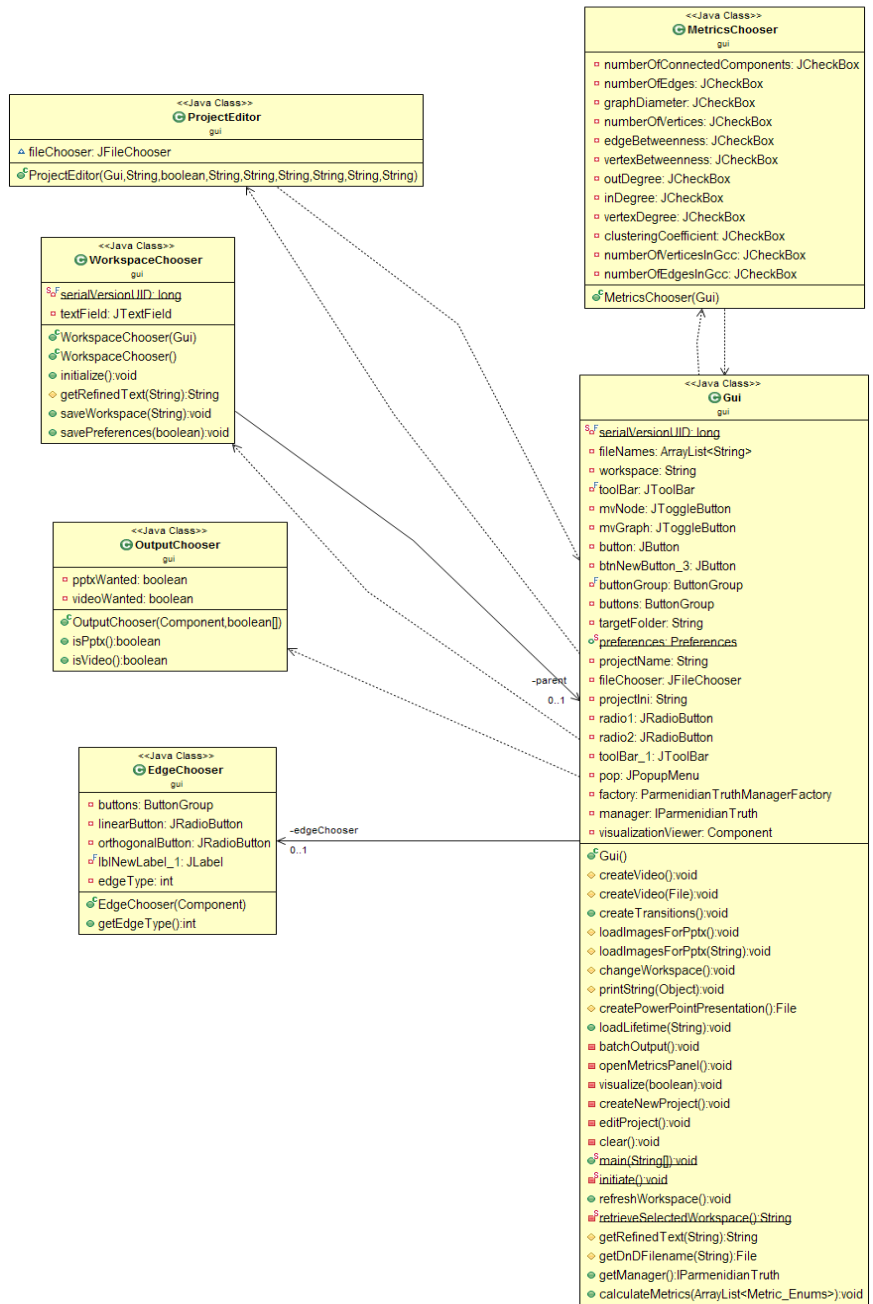 <<Java Class>>
MetricsChooser
gui
numberOfConnectedComponents: JCheckBox
numberOfEdges: JCheckBox
graphDiameter: JCheckBox
numberOfVertices: JCheckBox
edgeBetweenness: JCheckBox
vertexBetweenness: JCheckBox
outDegree: JCheckBox
inDegree: JCheckBox
vertexDegree: JCheckBox
clusteringCoefficient: JCheckBox
numberOfVerticesInGcc: JCheckBox
numberOfEdgesInGcc: JCheckBox
MetricsChooser(Gui)
<<Java Class>>
ProjectEditor
gui
fileChooser: JFileChooser
ProjectEditor(Gui,String,boolean,String,String,String,String,String,String)
<<Java Class>>
WorkspaceChooser
gui
serialVersionUID: long
textField: JTextField
WorkspaceChooser(Gui)
WorkspaceChooser()
initialize():void
getRefinedText(String):String
saveWorkspace(String):void
savePreferences(boolean):void
<<Java Class>>
OutputChooser
gui
pptxWanted: boolean
videoWanted: boolean
OutputChooser(Component,boolean[])
isPptx():boolean
isVideo():boolean
<<Java Class>>
EdgeChooser
gui
buttons: ButtonGroup
linearButton: JRadioButton
orthogonalButton: JRadioButton
lblNewLabel_1: JLabel
edgeType: int
EdgeChooser(Component)
getEdgeType():int
-parent
0..1
-edgeChooser
0..1
<<Java Class>>
Gui
gui
serialVersionUID: long
fileNames: ArrayList<String>
workspace: String
toolBar: JToolBar
mvNode: JToggleButton
mvGraph: JToggleButton
button: JButton
btnNewButton_3: JButton
buttonGroup: ButtonGroup
buttons: ButtonGroup
targetFolder: String
preferences: Preferences
projectName: String
fileChooser: JFileChooser
projectIni: String
radio1: JRadioButton
radio2: JRadioButton
toolBar_1: JToolBar
pop: JPopupMenu
factory: ParmenidianTruthManagerFactory
manager: IParmenidianTruth
visualizationViewer: Component
Gui()
createVideo():void
createVideo(File):void
createTransitions():void
loadImagesForPptx():void
loadImagesForPptx(String):void
changeWorkspace():void
printString(Object):void
createPowerPointPresentation():File
loadLifetime(String):void
batchOutput():void
openMetricsPanel():void
visualize(boolean):void
createNewProject():void
editProject():void
clear():void
main(String[]):void
initiate():void
refreshWorkspace():void
retrieveSelectedWorkspace():String
getRefinedText(String):String
getDnDFilename(String):File
getManager():IParmenidianTruth
calculateMetrics(ArrayList<Metric_Enums>):void